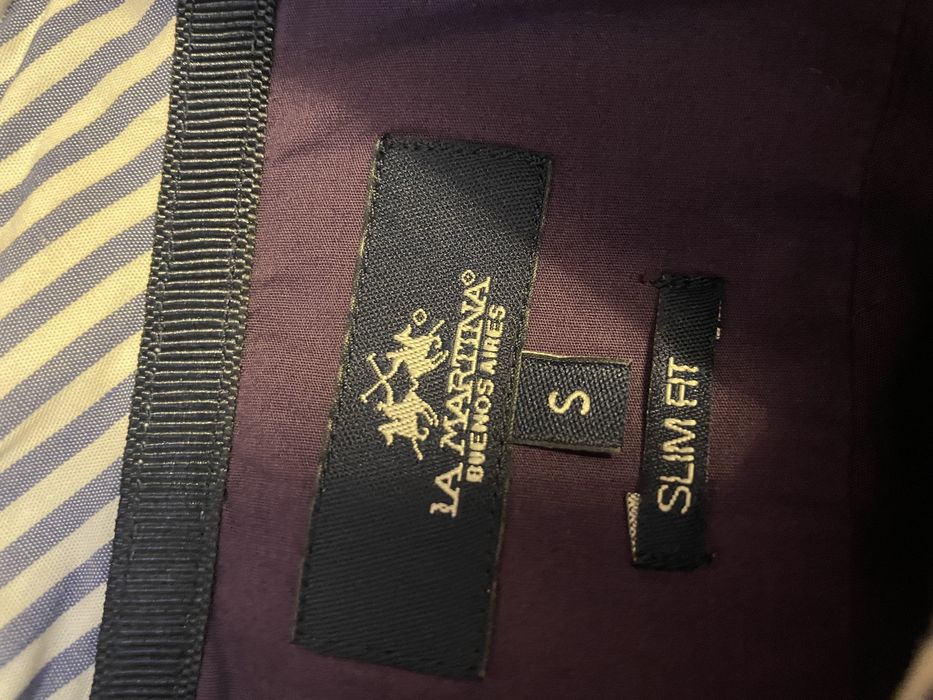 LA MARTINA
BUENOS AIRES
S
SLIM FIT